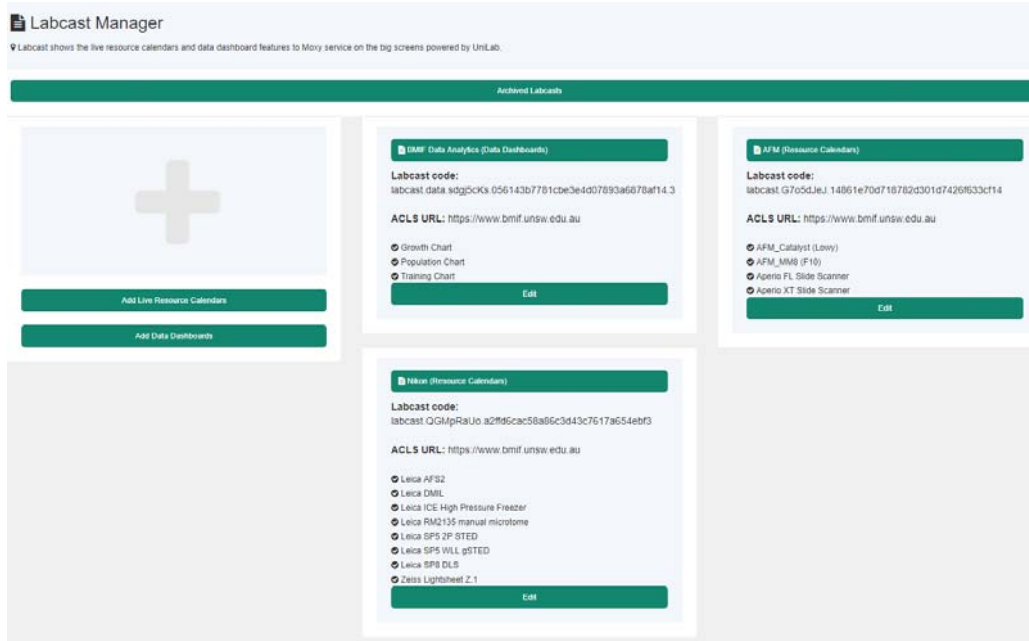 Labcast Manager
Labcast shows the live resource calendars and data dashboard features to Moxy service on the big screens powered by UniLab.
Archived Labcasts
Add Live Resource Calendars
Add Data Dashboards
BMIF Data Analytics (Data Dashboards)
Labcast code:
labcast.data.sdgj5cKs.056143b7781cbe3e4d07893a6878af14.3
ACLS URL: https://www.bmif.unsw.edu.au
Growth Chart
Population Chart
Training Chart
Edit
AFM (Resource Calendars)
Labcast code:
labcast.G7o5dJeJ.14861e70d718782d301d7426f633cf14
ACLS URL: https://www.bmif.unsw.edu.au
AFM_Catalyst (Lowy)
AFM_MM8 (F10)
Aperio FL Slide Scanner
Aperio XT Slide Scanner
Edit
Nikon (Resource Calendars)
Labcast code:
labcast.QGMpRaUo.a2ffd6cac58a86c3d43c7617a654ebf3
ACLS URL: https://www.bmif.unsw.edu.au
Leica AFS2
Leica DMIL
Leica ICE High Pressure Freezer
Leica RM2135 manual microtome
Leica SP5 2P STED
Leica SP5 WLL gSTED
Leica SP8 DLS
Zeiss Lightsheet Z.1
Edit